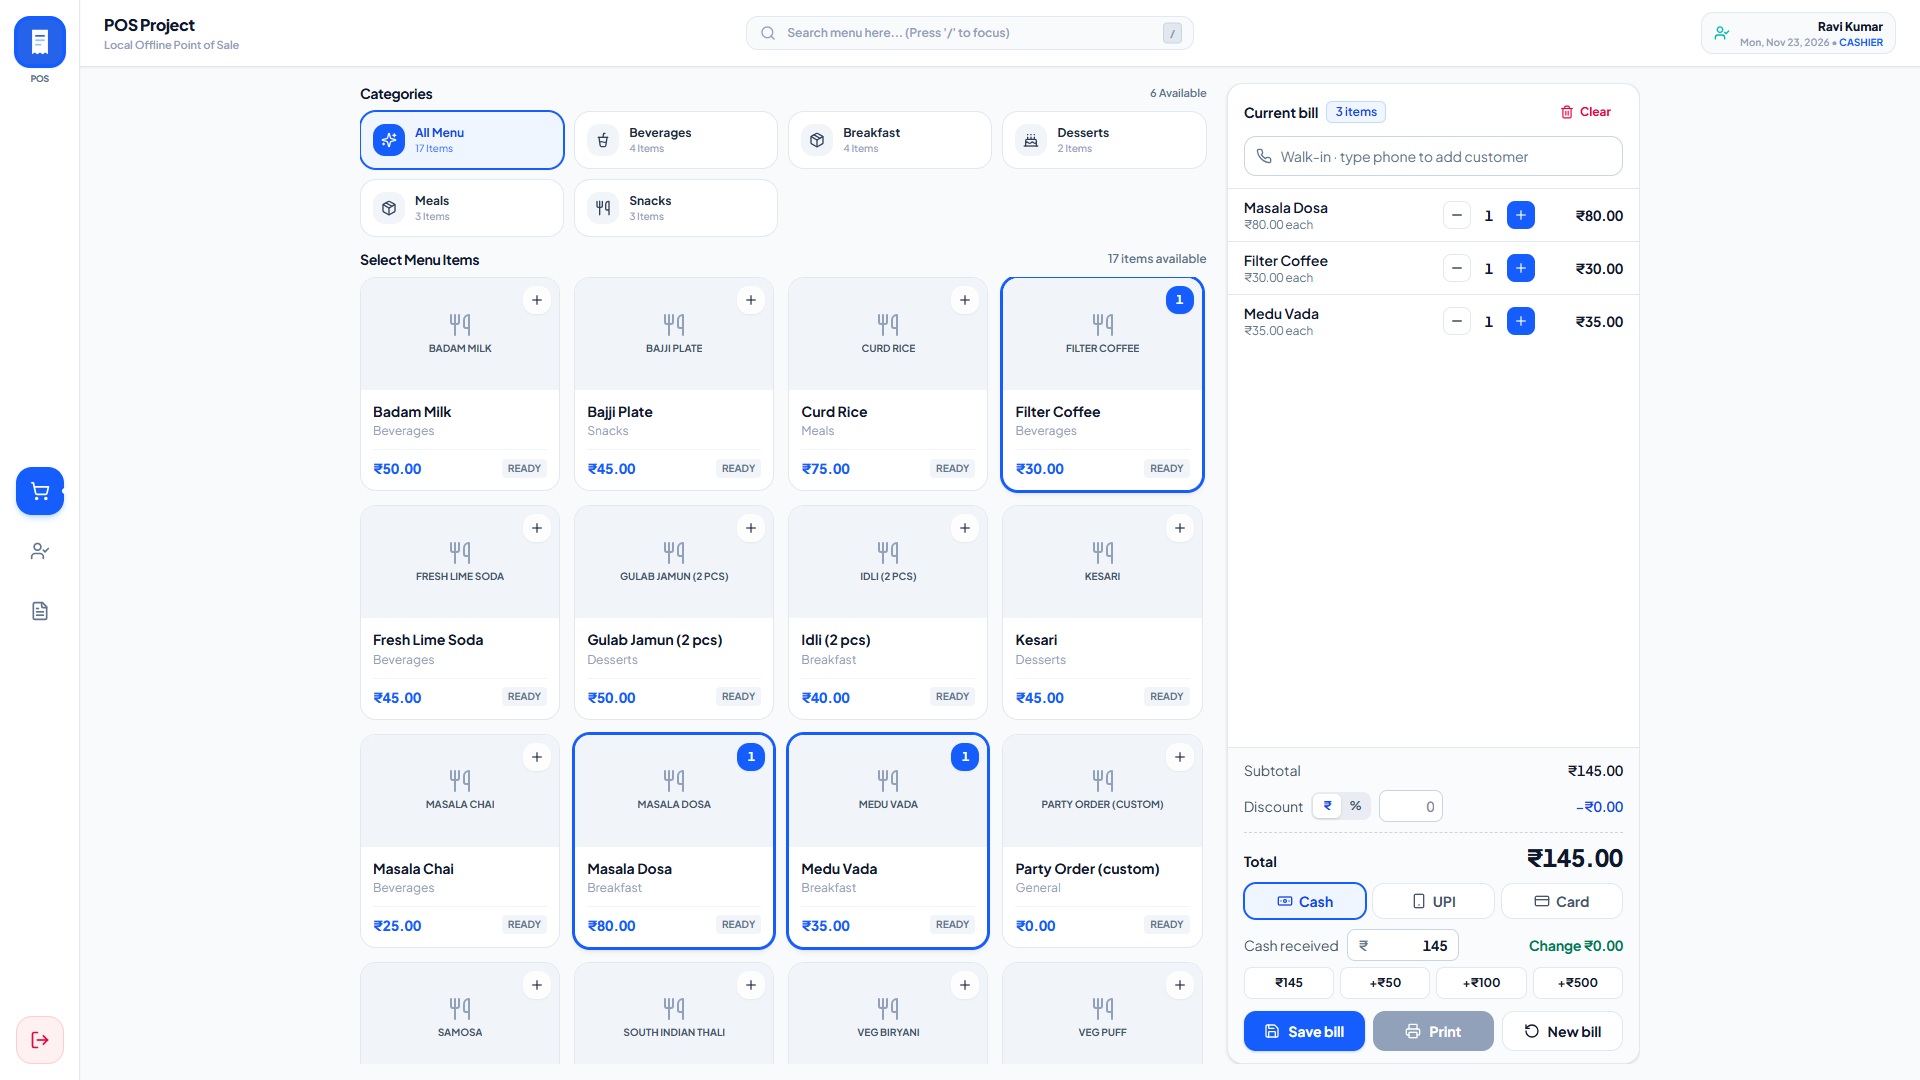 POS
POS Project
Local Offline Point of Sale
Search menu here... (Press '/' to focus)
/
Ravi Kumar
Mon, Nov 23, 2026 • CASHIER
Categories
6 Available
All Menu
17 Items
Beverages
4 Items
Breakfast
4 Items
Desserts
2 Items
Meals
3 Items
Snacks
3 Items
Select Menu Items
17 items available
BADAM MILK
Badam Milk
Beverages
₹50.00 READY
BAJJI PLATE
Bajji Plate
Snacks
₹45.00 READY
CURD RICE
Curd Rice
Meals
₹75.00 READY
1
FILTER COFFEE
Filter Coffee
Beverages
₹30.00 READY
FRESH LIME SODA
Fresh Lime Soda
Beverages
₹45.00 READY
GULAB JAMUN (2 PCS)
Gulab Jamun (2 pcs)
Desserts
₹50.00 READY
IDLI (2 PCS)
Idli (2 pcs)
Breakfast
₹40.00 READY
KESARI
Kesari
Desserts
₹45.00 READY
MASALA CHAI
Masala Chai
Beverages
₹25.00 READY
1
MASALA DOSA
Masala Dosa
Breakfast
₹80.00 READY
1
MEDU VADA
Medu Vada
Breakfast
₹35.00 READY
PARTY ORDER (CUSTOM)
Party Order (custom)
General
₹0.00 READY
SAMOSA
SOUTH INDIAN THALI
VEG BIRYANI
VEG PUFF
Current bill 3 items
Clear
Walk-in · type phone to add customer
Masala Dosa
₹80.00 each
1
₹80.00
Filter Coffee
₹30.00 each
1
₹30.00
Medu Vada
₹35.00 each
1
₹35.00
Subtotal ₹145.00
Discount ₹ % 0 −₹0.00
Total ₹145.00
Cash UPI Card
Cash received ₹ 145 Change ₹0.00
₹145 +₹50 +₹100 +₹500
Save bill Print New bill